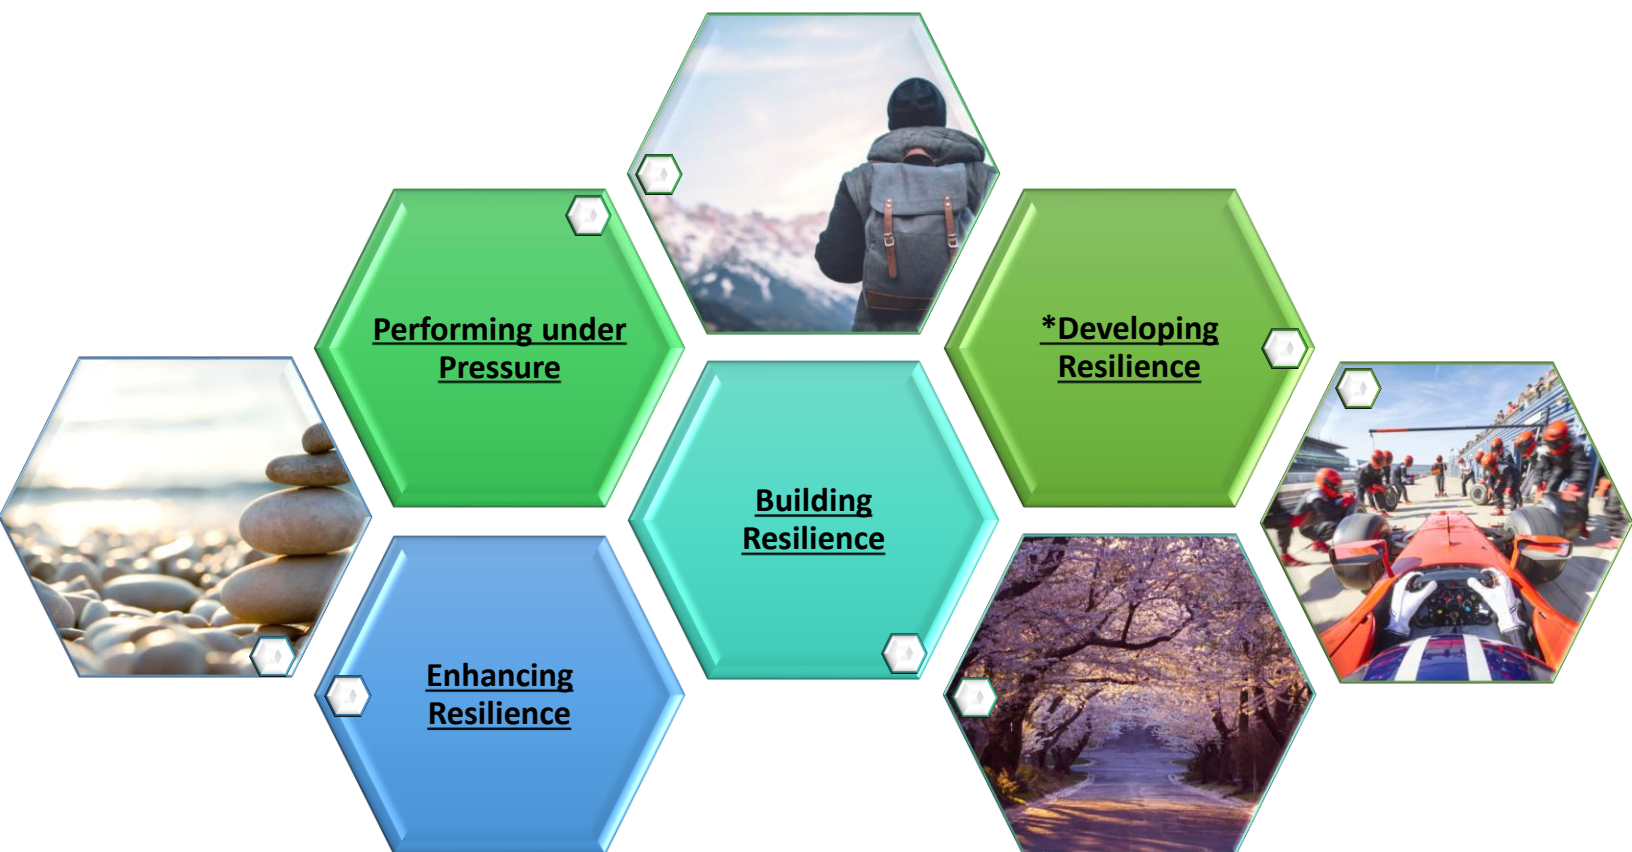 Performing under
Pressure
*Developing
Resilience
Building
Resilience
Enhancing
Resilience